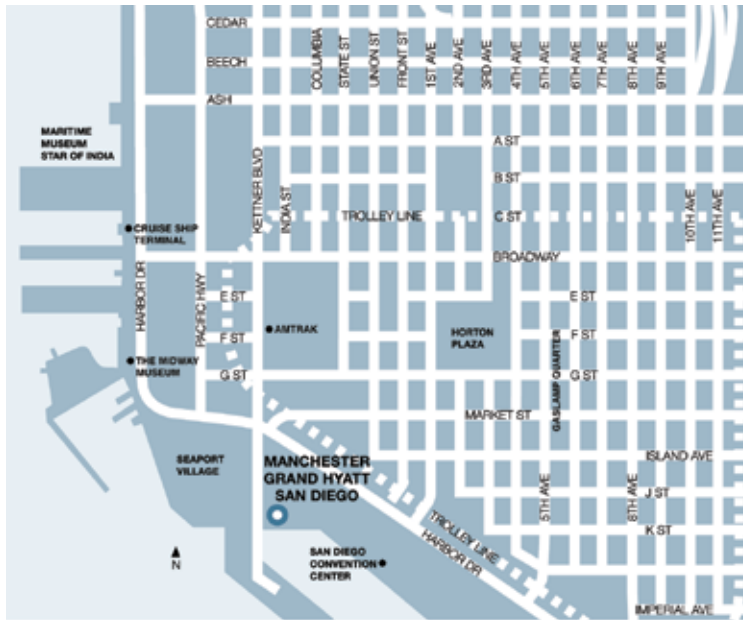 CEDAR
BEECH
ASH
COLUMBIA
STATE ST
UNION ST
FRONT ST
1ST AVE
2ND AVE
3RD AVE
4TH AVE
5TH AVE
6TH AVE
7TH AVE
8TH AVE
9TH AVE
MARITIME
MUSEUM
STAR OF INDIA
A ST
B ST
KETTNER BLVD
INDIA ST
TROLLEY LINE
C ST
10TH AVE
11TH AVE
CRUISE SHIP
TERMINAL
BROADWAY
HARBOR DR
PACIFIC HWY
E ST
E ST
AMTRAK
F ST
HORTON
PLAZA
F ST
GASLAMP QUARTER
THE MIDWAY
MUSEUM
G ST
G ST
MARKET ST
SEAPORT
VILLAGE
MANCHESTER
GRAND HYATT
SAN DIEGO
ISLAND AVE
5TH AVE
8TH AVE
J ST
TROLLEY LINE
HARBOR DR
K ST
N
SAN DIEGO
CONVENTION
CENTER
IMPERIAL AVE